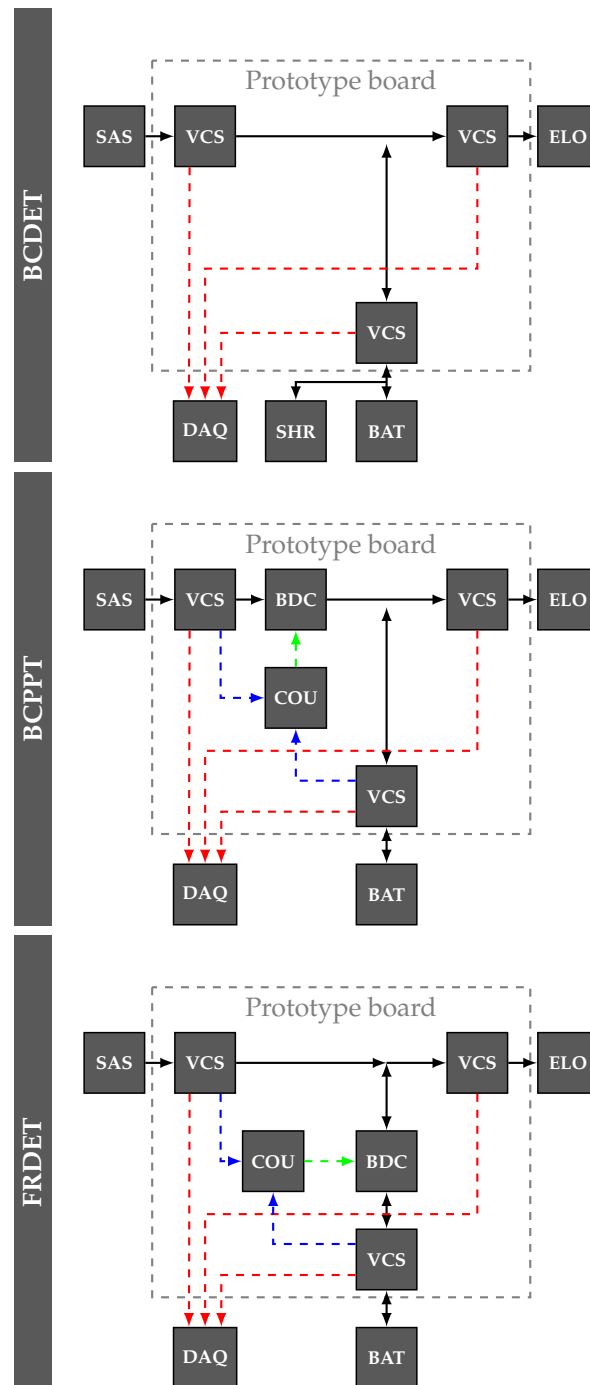 BCDET
Prototype board
SAS VCS VCS ELO
VCS
DAQ SHR BAT
BCPPT
Prototype board
SAS VCS BDC VCS ELO
COU
VCS
DAQ BAT
FRDET
Prototype board
SAS VCS VCS ELO
COU BDC
VCS
DAQ BAT